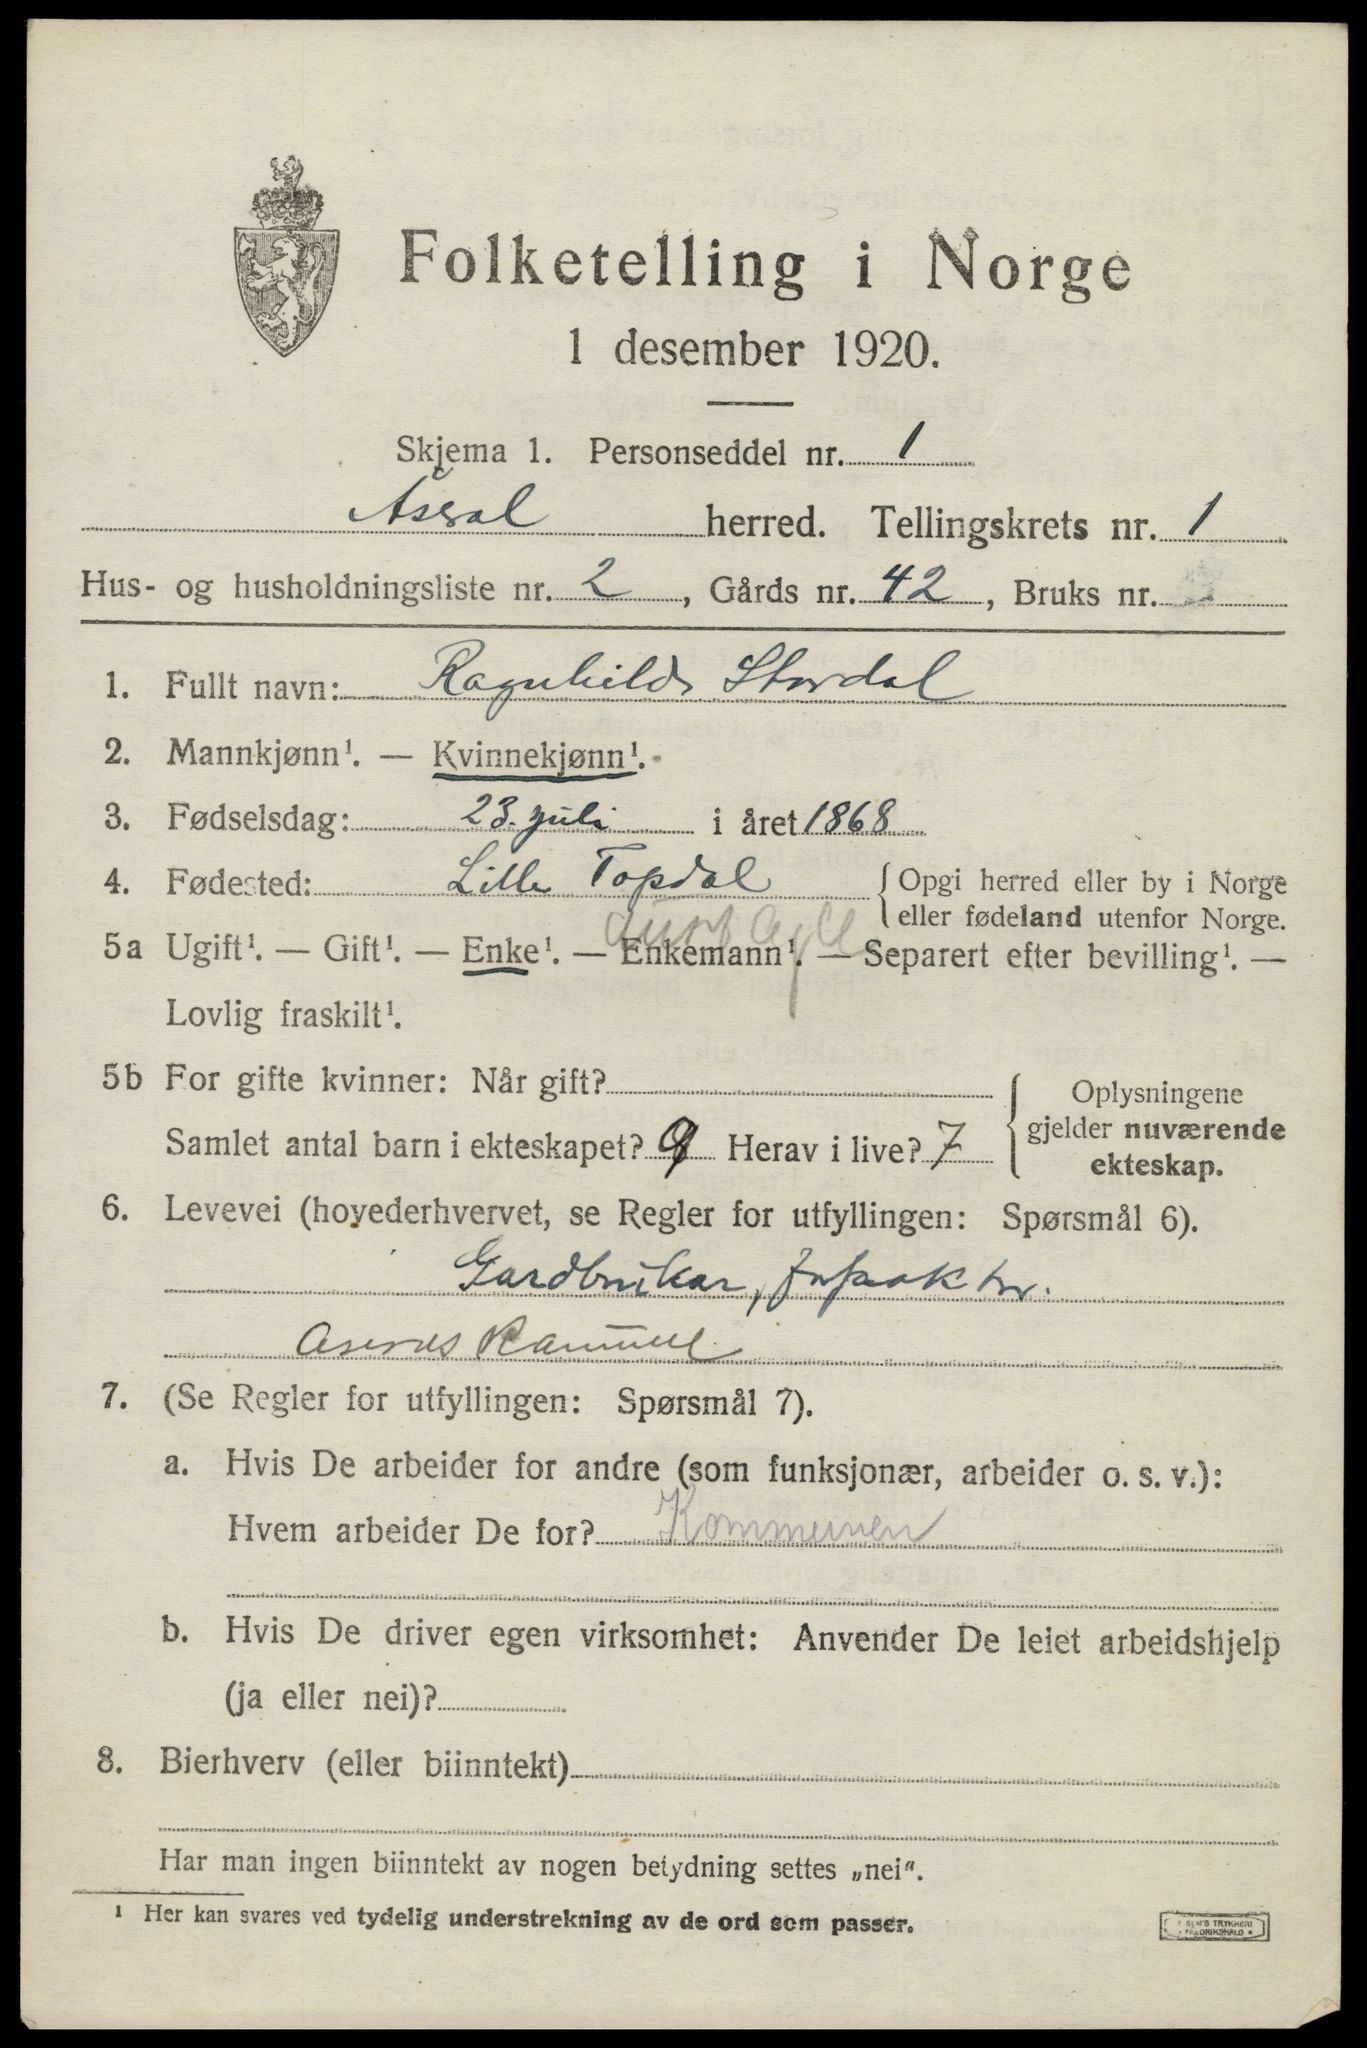 Folketelling i Norge
1 desember 1920.
Skjema 1. Personseddel nr. 1
Åseral herred. Tellingskrets nr. 1
Hus- og husholdningsliste nr. 2, Gårds nr. 42, Bruks nr.
1. Fullt navn: Ragnhild Stordal
2. Mannkjønn¹. — Kvinnekjønn¹.
3. Fødselsdag: 23. juli i året 1868
4. Fødested: Lille Topdal { Opgi herred eller by i Norge
eller fødeland utenfor Norge.
Aust Agd
5a Ugift¹. — Gift¹. — Enke¹. — Enkemann¹. — Separert efter bevilling¹. —
Lovlig fraskilt¹.
5b For gifte kvinner: Når gift? { Oplysningene
Samlet antal barn i ekteskapet? 9 Herav i live? 7 gjelder nuværende
ekteskap.
6. Levevei (hovederhvervet, se Regler for utfyllingen: Spørsmål 6).
Gardbrukar,
7. (Se Regler for utfyllingen: Spørsmål 7).
a. Hvis De arbeider for andre (som funksjonær, arbeider o. s. v.):
Hvem arbeider De for? Kommunen
b. Hvis De driver egen virksomhet: Anvender De leiet arbeidshjelp
(ja eller nei)?
8. Bierhverv (eller biinntekt)
Har man ingen biinntekt av nogen betydning settes „nei“.
¹ Her kan svares ved tydelig understrekning av de ord som passer.
TRYKKERI
FREDRIKSHALD